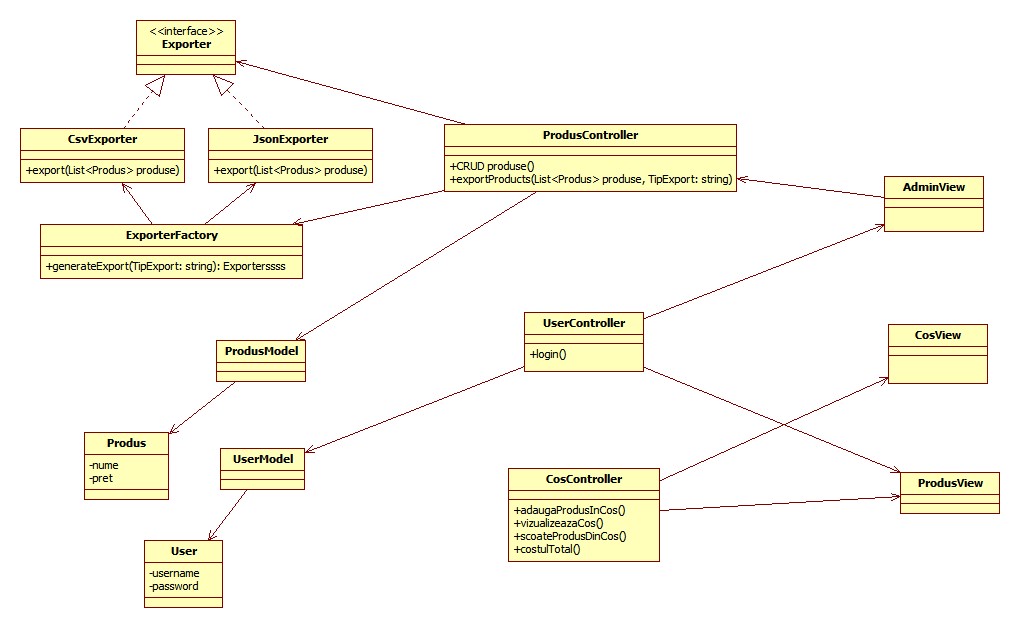 <<interface>>
Exporter
CsvExporter
+export(List<Produs> produse)
JsonExporter
+export(List<Produs> produse)
ProdusController
+CRUD produse()
+exportProducts(List<Produs> produse, TipExport: string)
AdminView
ExporterFactory
+generateExport(TipExport: string): Exporterssss
UserController
+login()
CosView
ProdusModel
Produs
-nume
-pret
UserModel
CosController
+adaugaProdusInCos()
+vizualizeazaCos()
+scoateProdusDinCos()
+costulTotal()
ProdusView
User
-username
-password